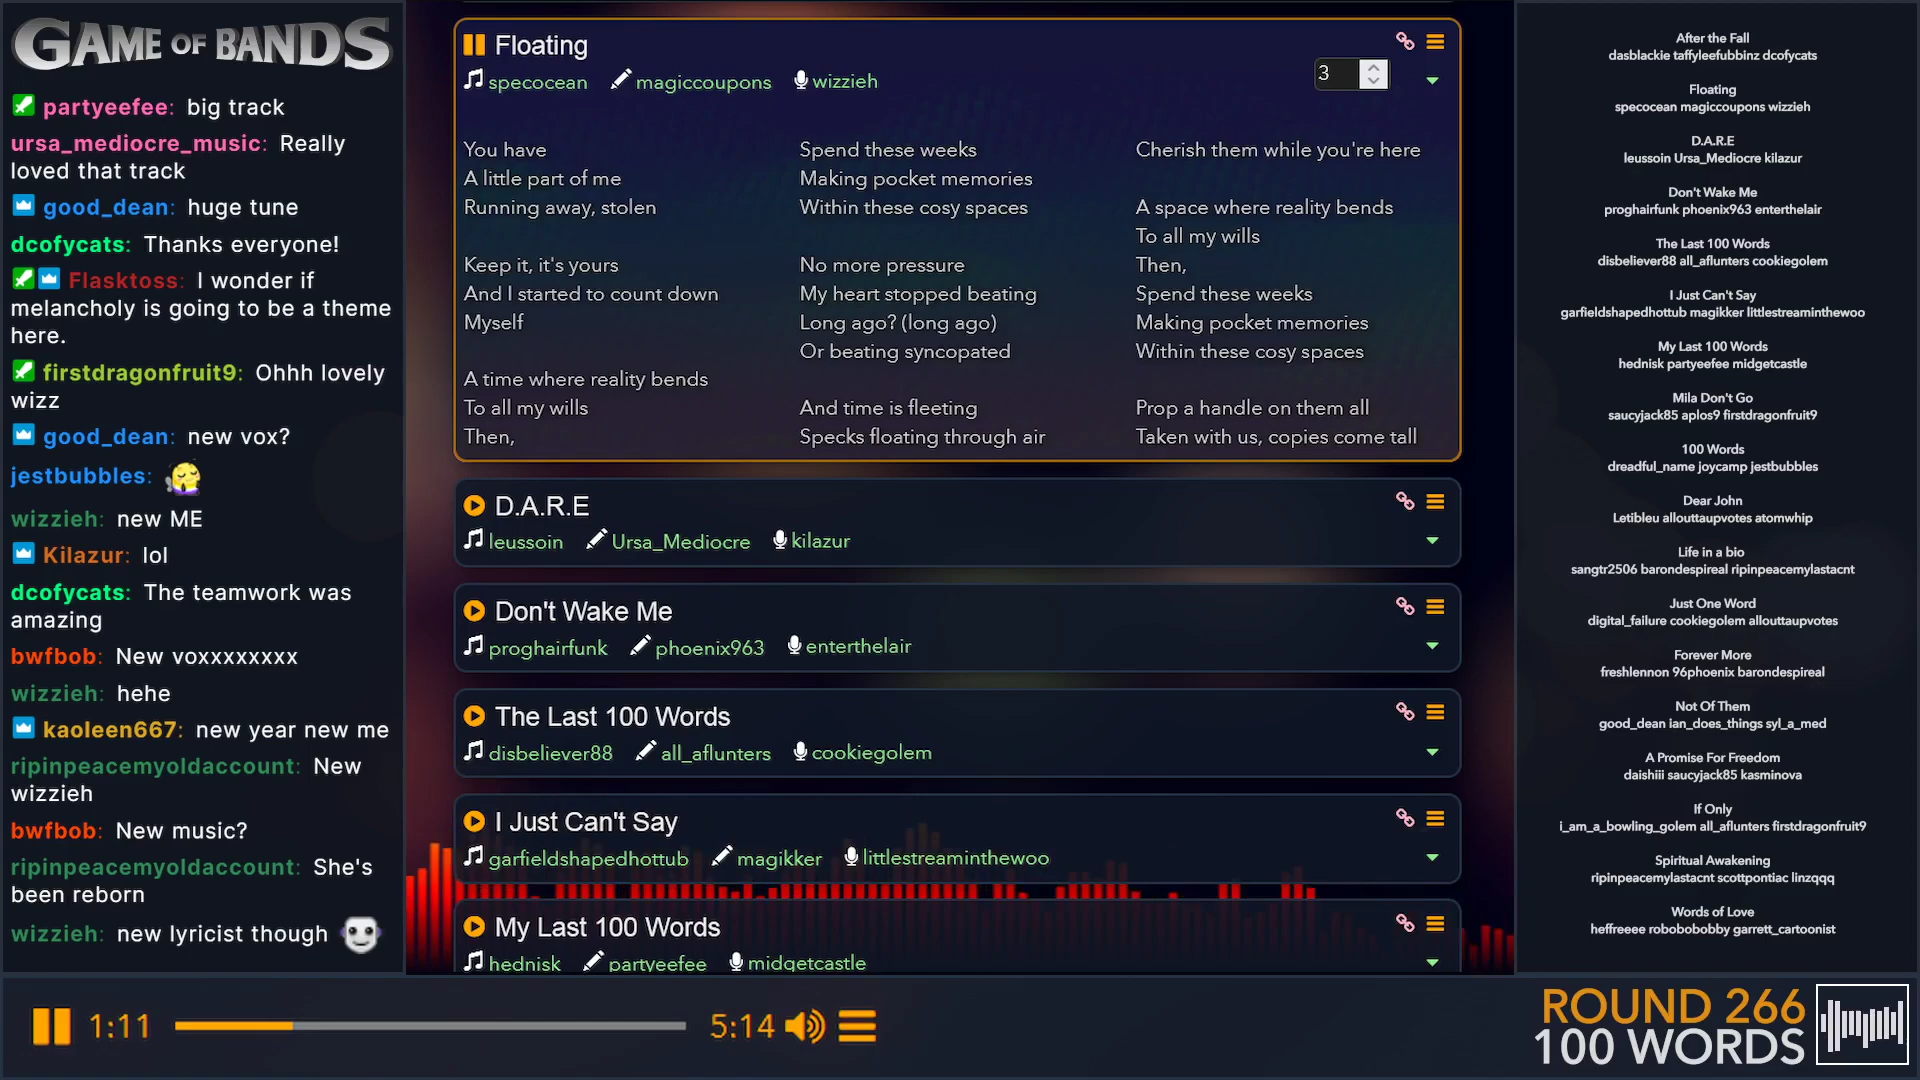 GAME OF BANDS
partyeefee: big track
ursa_mediocre_music: Really
loved that track
good_dean: huge tune
dcofycats: Thanks everyone!
Flasktoss: I wonder if
melancholy is going to be a theme
here.
firstdragonfruit9: Ohhh lovely
wizz
good_dean: new vox?
jestbubbles:
wizzieh: new ME
Kilazur: lol
dcofycats: The teamwork was
amazing
bwfbob: New voxxxxxxxx
wizzieh: hehe
kaoleen667: new year new me
ripinpeacemyoldaccount: New
wizzieh
bwfbob: New music?
ripinpeacemyoldaccount: She's
been reborn
wizzieh: new lyricist though
Floating
specocean magiccoupons wizzieh
3
You have
A little part of me
Running away, stolen
Keep it, it's yours
And I started to count down
Myself
A time where reality bends
To all my wills
Then,
Spend these weeks
Making pocket memories
Within these cosy spaces
No more pressure
My heart stopped beating
Long ago? (long ago)
Or beating syncopated
And time is fleeting
Specks floating through air
Cherish them while you're here
A space where reality bends
To all my wills
Then,
Spend these weeks
Making pocket memories
Within these cosy spaces
Prop a handle on them all
Taken with us, copies come tall
D.A.R.E
leussoin Ursa_Mediocre kilazur
Don't Wake Me
proghairfunk phoenix963 enterthelair
The Last 100 Words
disbeliever88 all_aflunters cookiegolem
I Just Can't Say
garfieldshapedhottub magikker littlestreaminthewoo
My Last 100 Words
hednisk partyeefee midgetcastle
After the Fall
dasblackie taffyleefubbinz dcofycats
Floating
specocean magiccoupons wizzieh
D.A.R.E
leussoin Ursa_Mediocre kilazur
Don't Wake Me
proghairfunk phoenix963 enterthelair
The Last 100 Words
disbeliever88 all_aflunters cookiegolem
I Just Can't Say
garfieldshapedhottub magikker littlestreaminthewoo
My Last 100 Words
hednisk partyeefee midgetcastle
Mila Don't Go
saucyjack85 aplos9 firstdragonfruit9
100 Words
dreadful_name joycamp jestbubbles
Dear John
Letibleu allouttaupvotes atomwhip
Life in a bio
sangtr2506 barondespireal ripinpeacemylastacnt
Just One Word
digital_failure cookiegolem allouttaupvotes
Forever More
freshlennon 96phoenix barondespireal
Not Of Them
good_dean ian_does_things syl_a_med
A Promise For Freedom
daishiii saucyjack85 kasminova
If Only
i_am_a_bowling_golem all_aflunters firstdragonfruit9
Spiritual Awakening
ripinpeacemylastacnt scottpontiac linzqqq
Words of Love
heffreeee robobobobby garrett_cartoonist
1:11
5:14
ROUND 266
100 WORDS